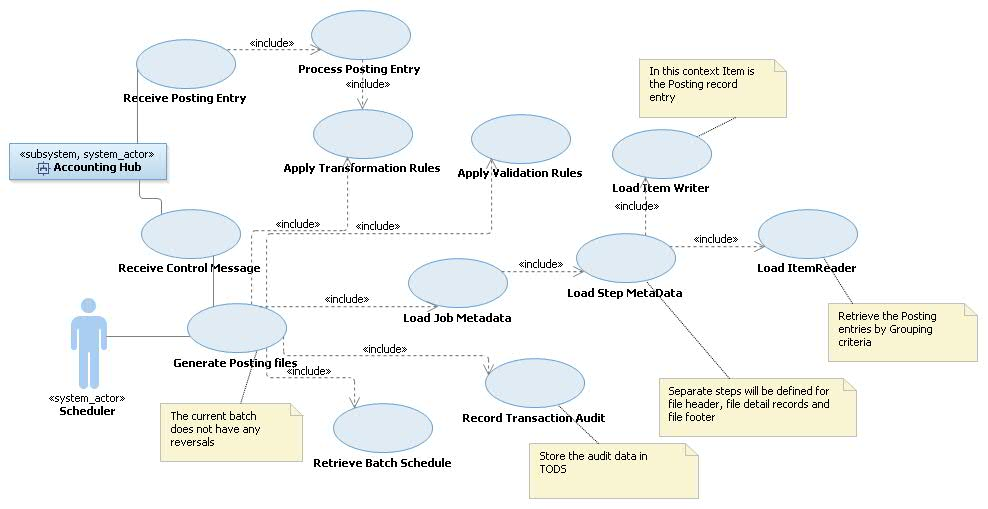 «include»
Process Posting Entry
«include»
Receive Posting Entry
In this context Item is
the Posting record
entry
«subsystem, system_actor»
Accounting Hub
Apply Transformation Rules
Apply Validation Rules
Load Item Writer
«include»
«include»
«include»
«include»
Receive Control Message
«include»
Load ItemReader
Load Step MetaData
«include»
Load Job Metadata
Retrieve the Posting
entries by Grouping
criteria
Generate Posting files
«include»
«include»
«system_actor»
Scheduler
The current batch
does not have any
reversals
Record Transaction Audit
Separate steps will be defined for
file header, file detail records and
file footer
Retrieve Batch Schedule
Store the audit data in
TODS